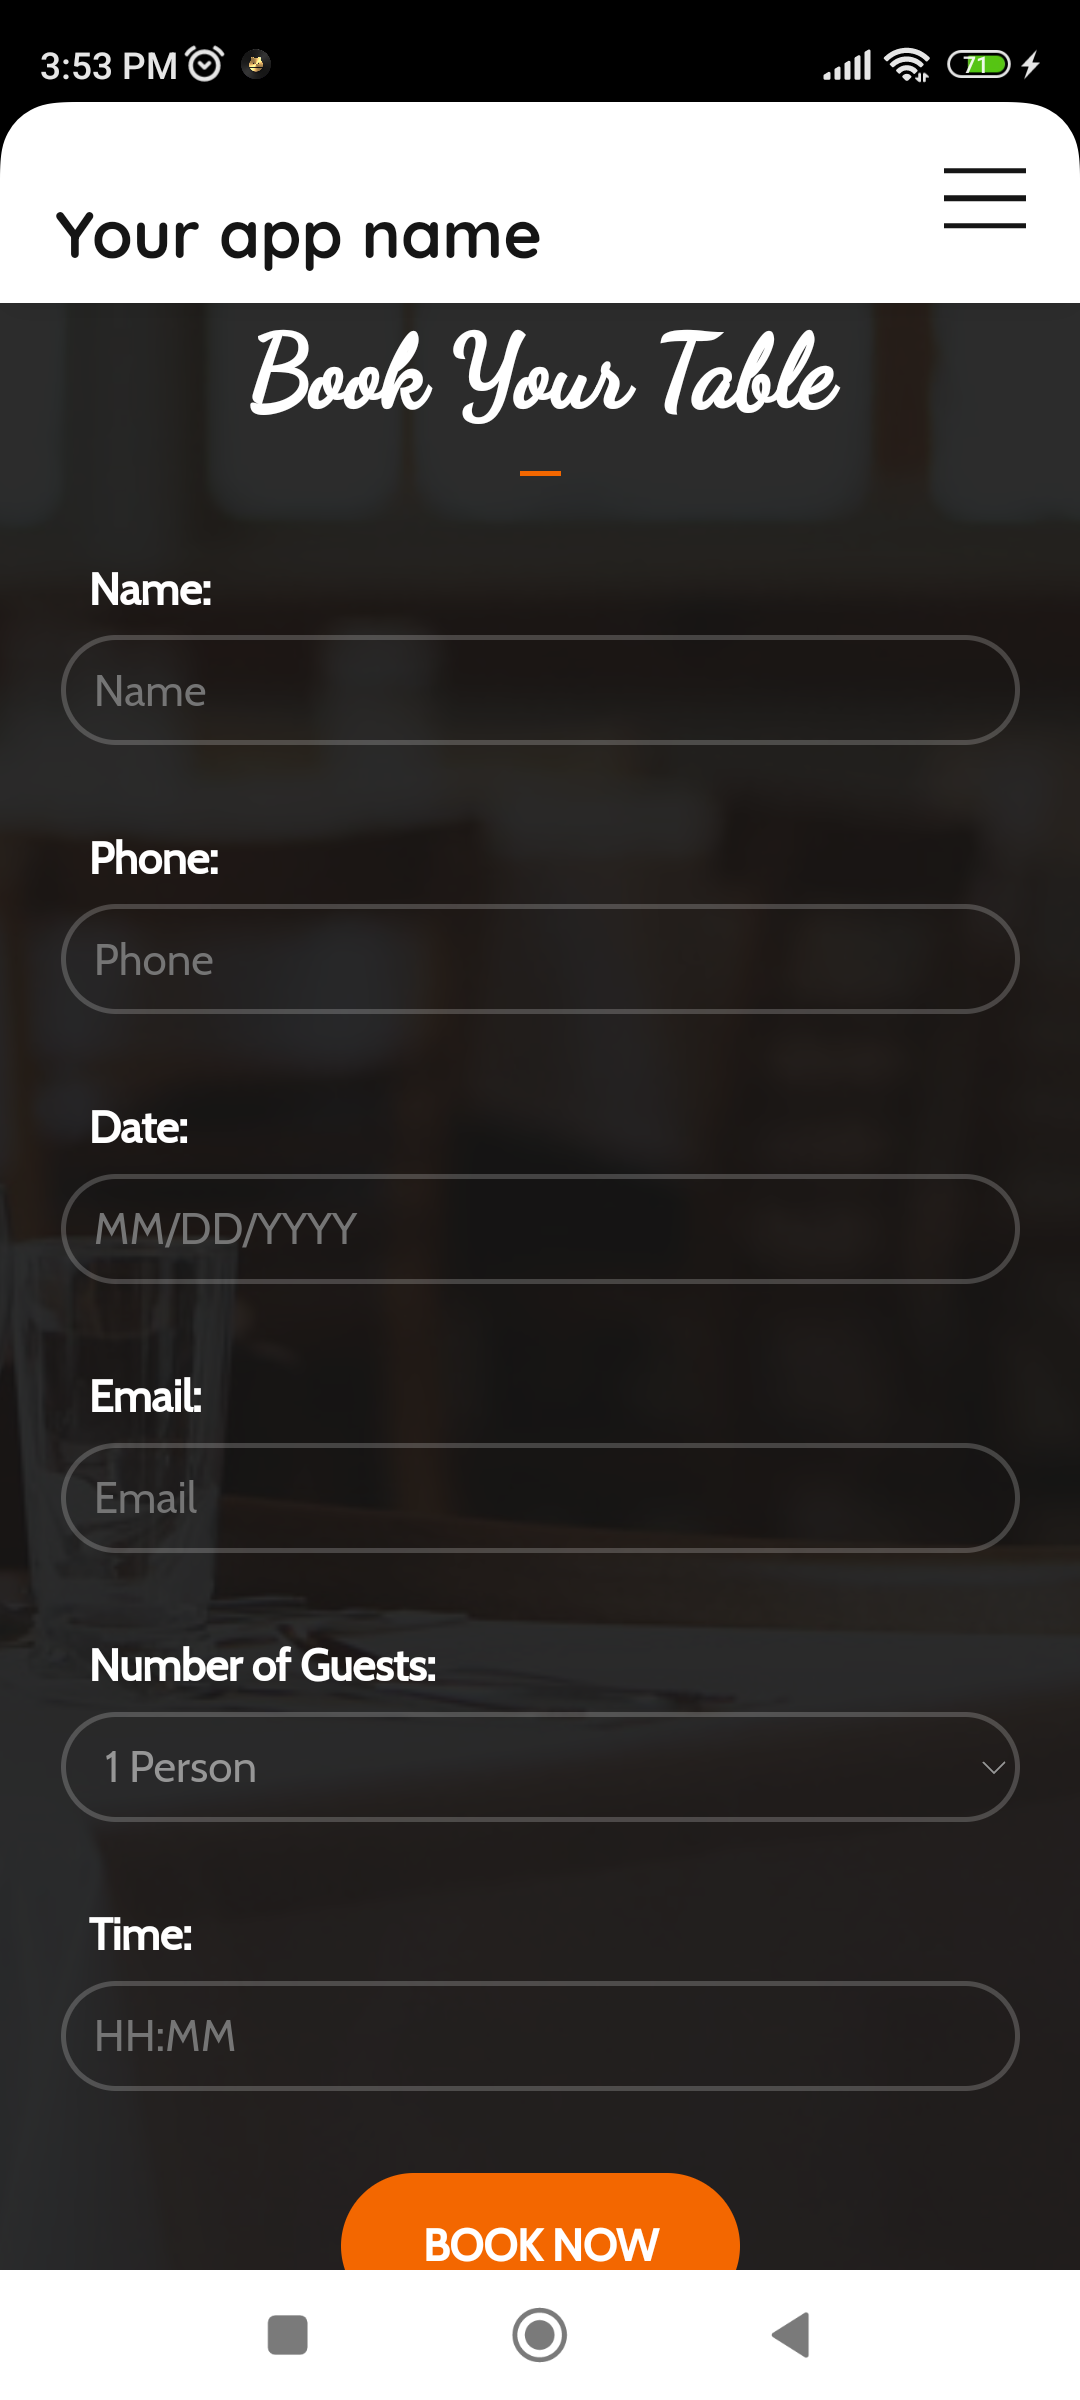 3:53 PM
71
Your app name
Book Your Table
Name:
Name
Phone:
Phone
Date:
MM/DD/YYYY
Email:
Email
Number of Guests:
1 Person
Time:
HH:MM
BOOK NOW